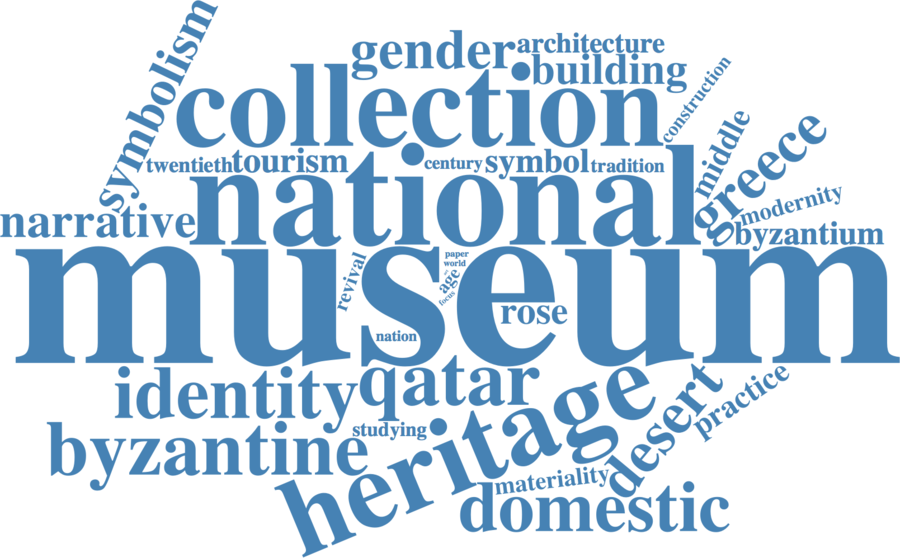 symbolism
gender
architecture
building
collection
construction
twentieth
tourism
century
symbol
tradition
middle
greece
narrative
national
modernity
byzantium
museum
revival
paper
world
age
focus
rose
nation
identity
qatar
heritage
desert
practice
byzantine
studying
materiality
domestic